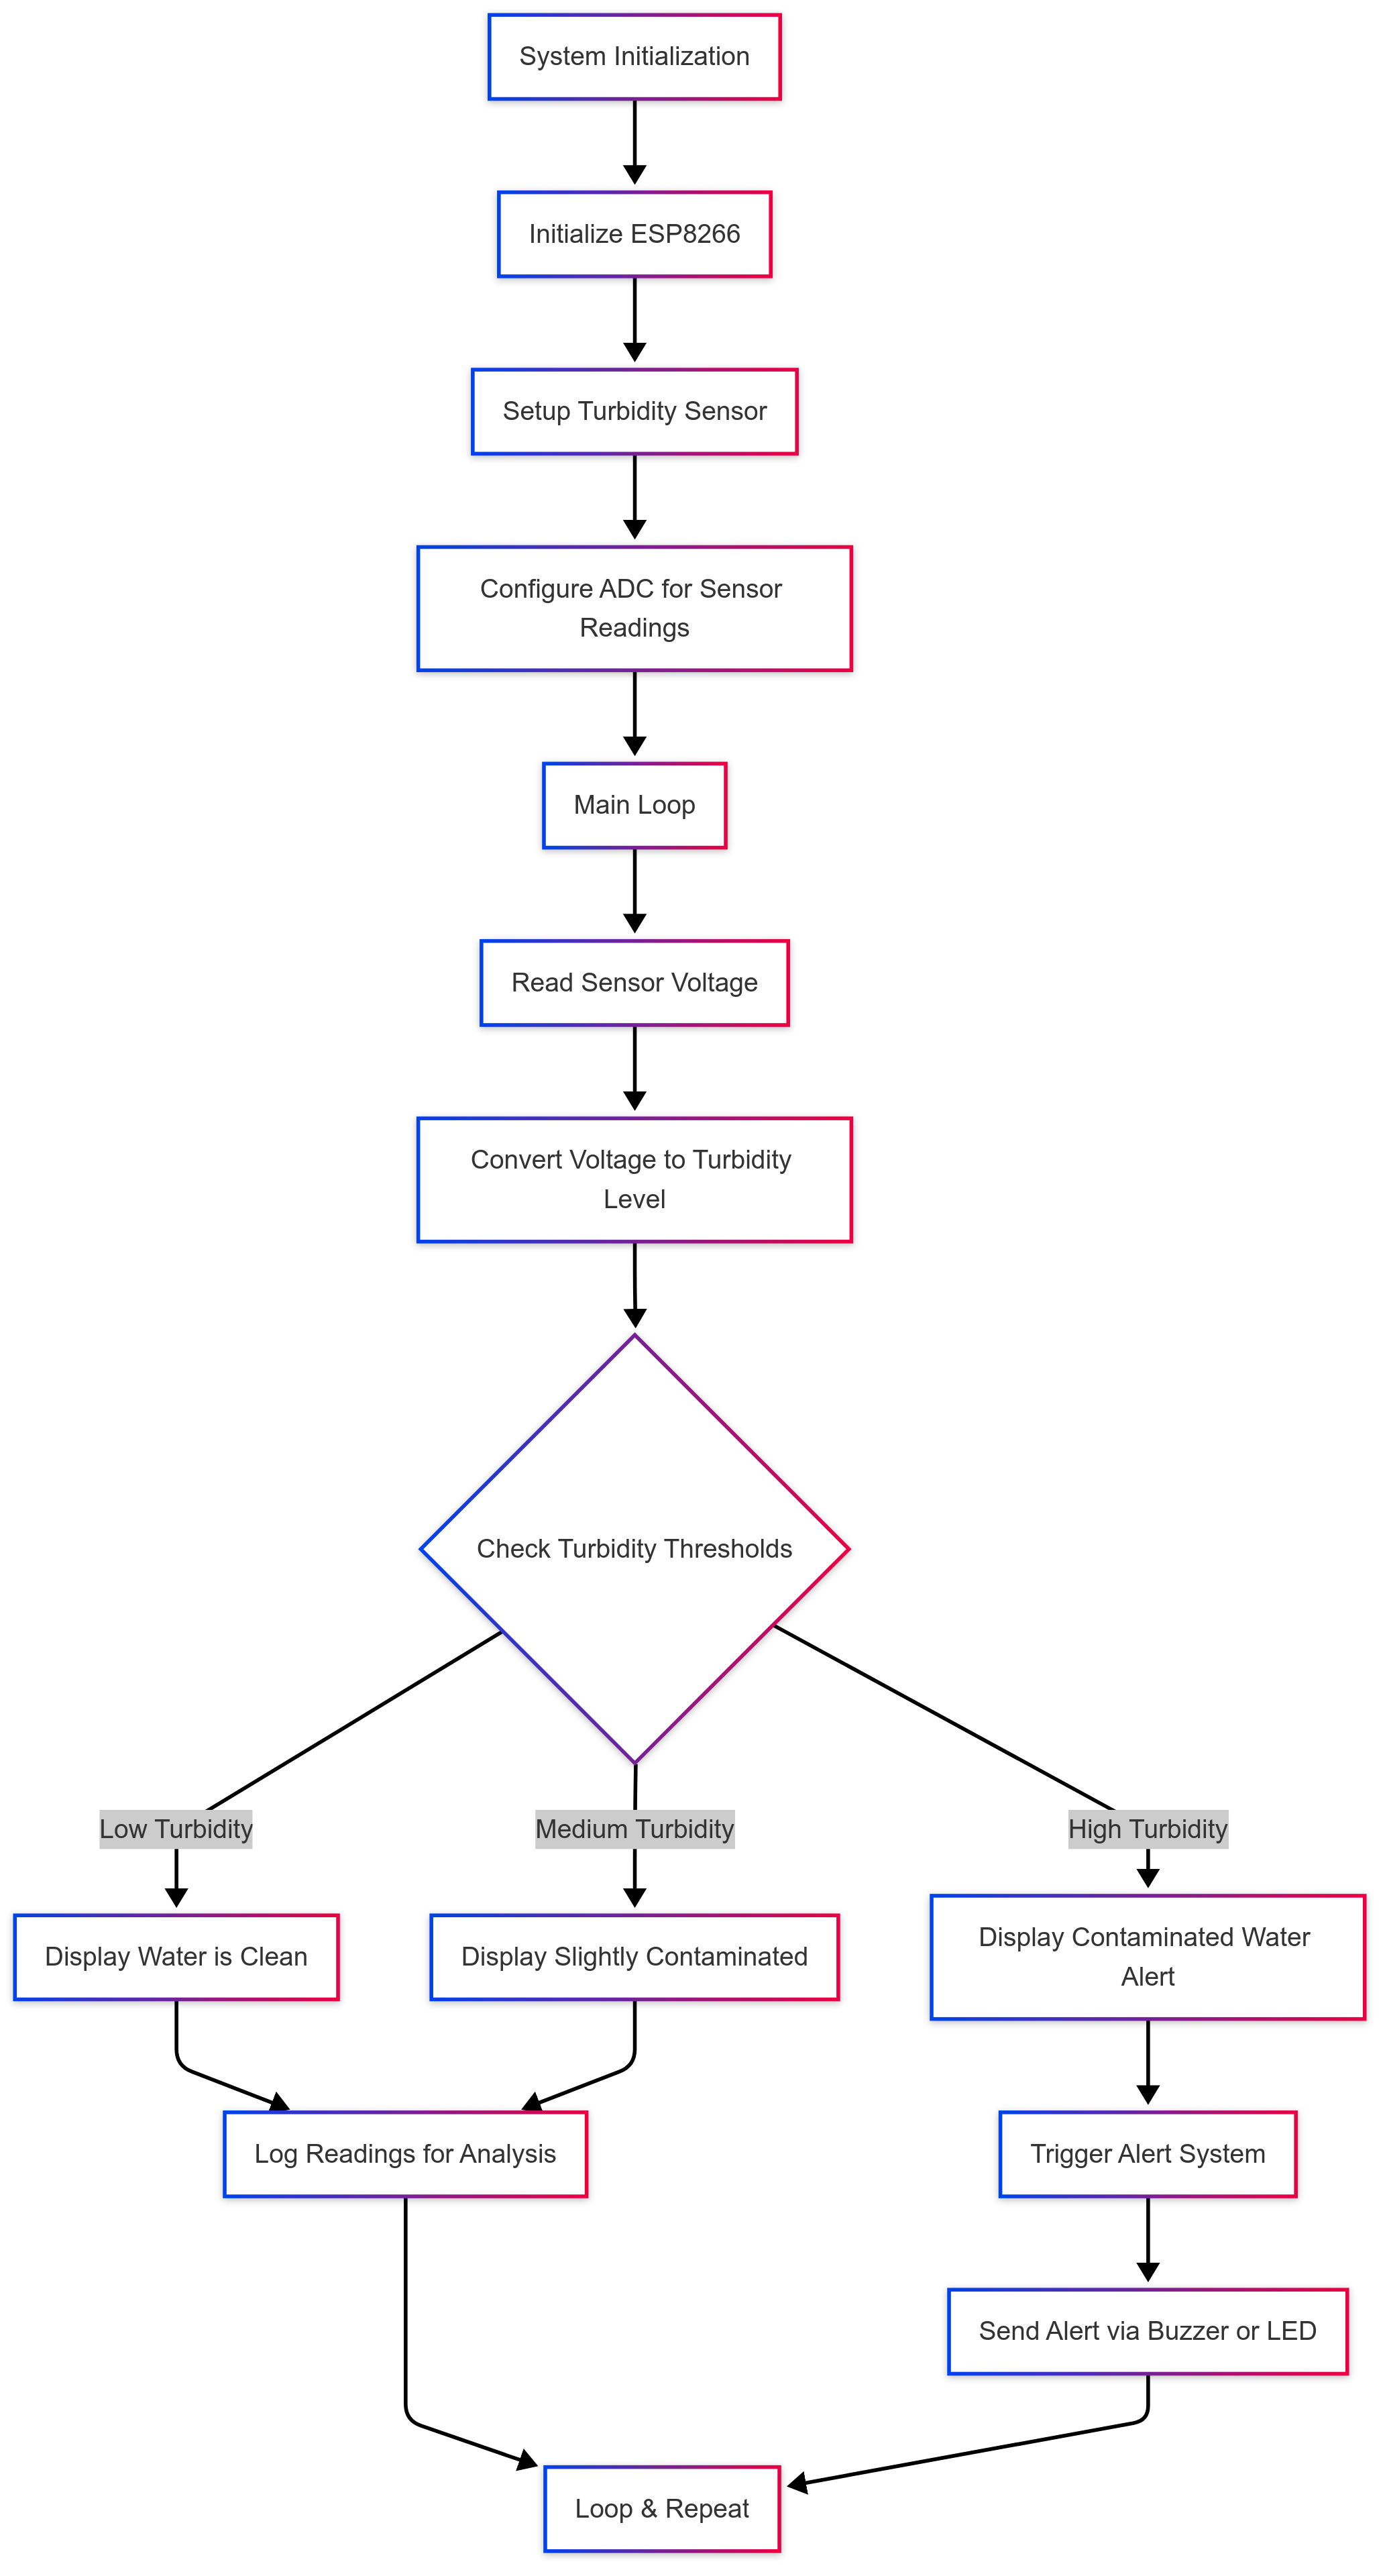 System Initialization
Initialize ESP8266
Setup Turbidity Sensor
Configure ADC for Sensor
Readings
Main Loop
Read Sensor Voltage
Convert Voltage to Turbidity
Level
Check Turbidity Thresholds
Low Turbidity
Medium Turbidity
High Turbidity
Display Water is Clean
Display Slightly Contaminated
Display Contaminated Water
Alert
Log Readings for Analysis
Trigger Alert System
Send Alert via Buzzer or LED
Loop & Repeat